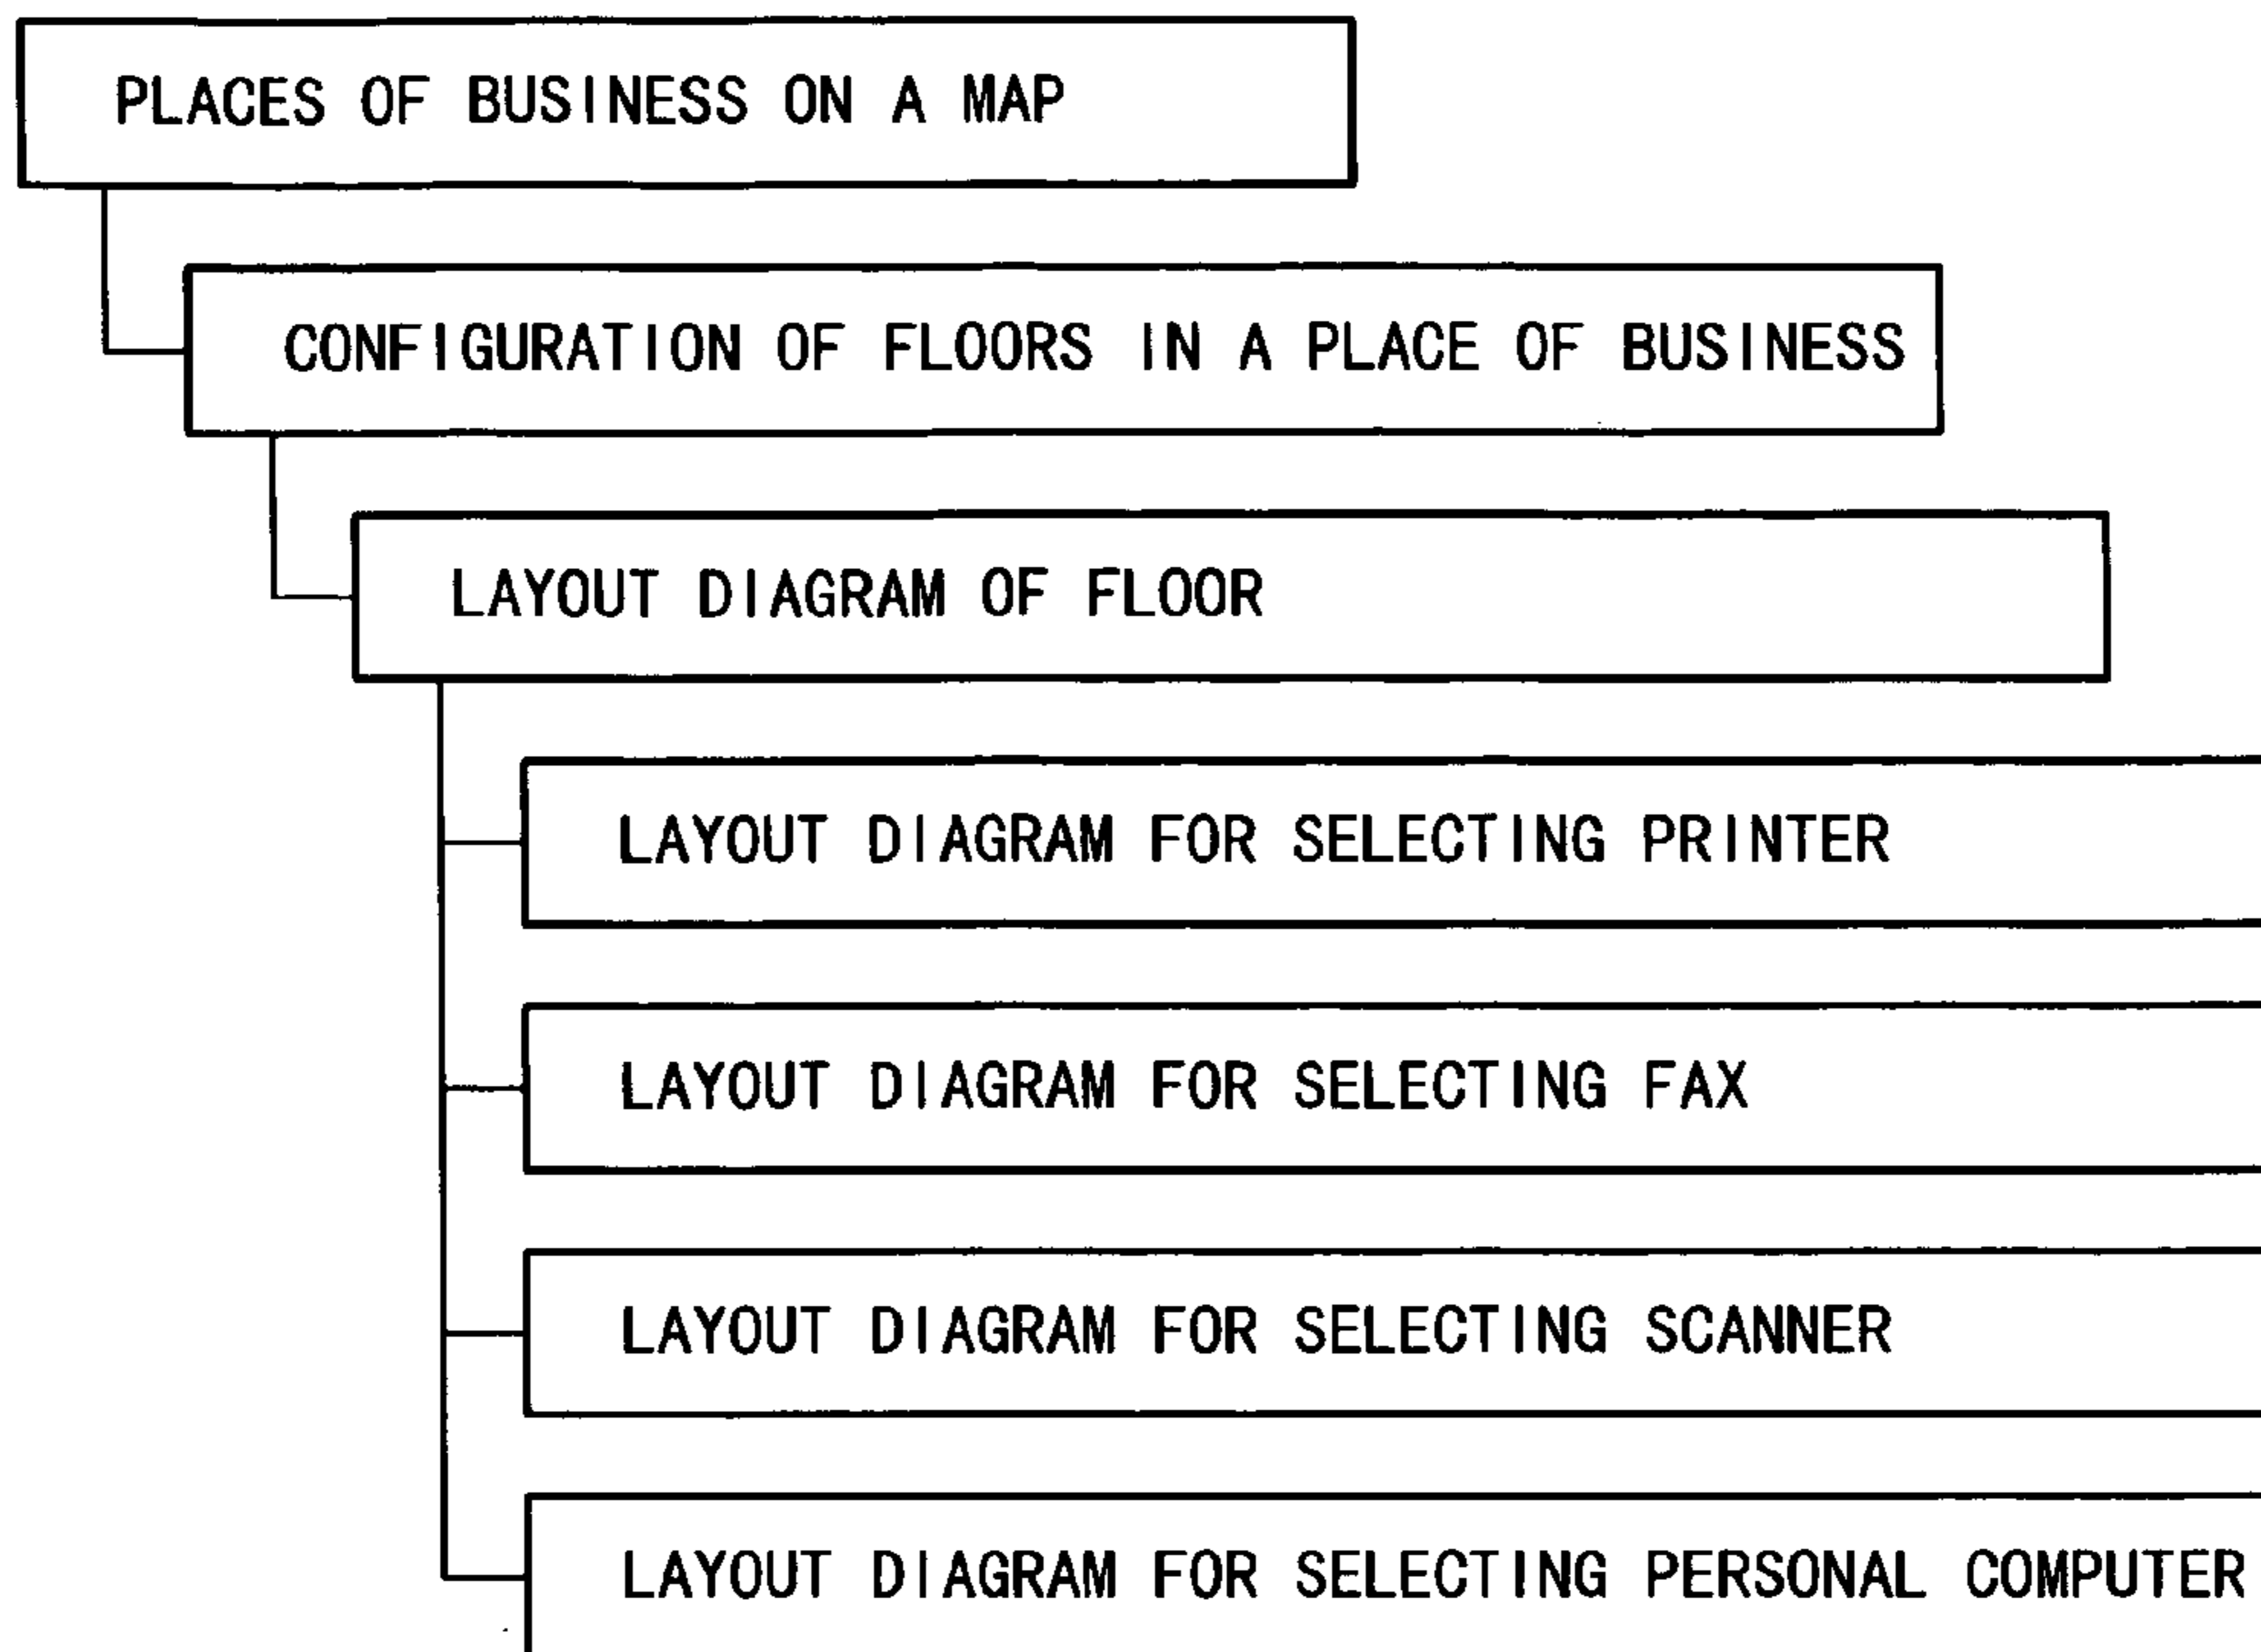 PLACES OF BUSINESS ON A MAP
CONFIGURATION OF FLOORS IN A PLACE OF BUSINESS
LAYOUT DIAGRAM OF FLOOR
LAYOUT DIAGRAM FOR SELECTING PRINTER
LAYOUT DIAGRAM FOR SELECTING FAX
LAYOUT DIAGRAM FOR SELECTING SCANNER
LAYOUT DIAGRAM FOR SELECTING PERSONAL COMPUTER